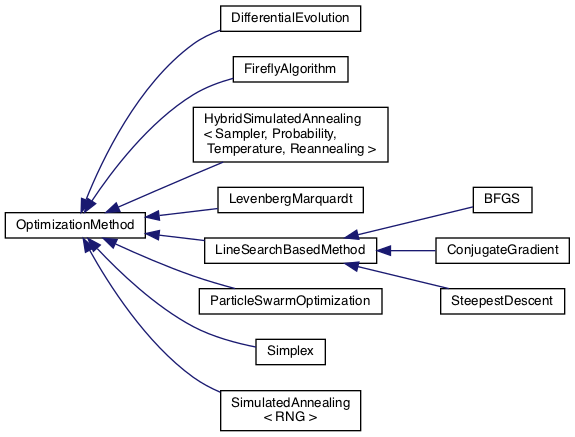 DifferentialEvolution
FireflyAlgorithm
HybridSimulatedAnnealing
< Sampler, Probability,
Temperature, Reannealing >
LevenbergMarquardt
BFGS
OptimizationMethod
LineSearchBasedMethod
ConjugateGradient
ParticleSwarmOptimization
SteepestDescent
Simplex
SimulatedAnnealing
< RNG >